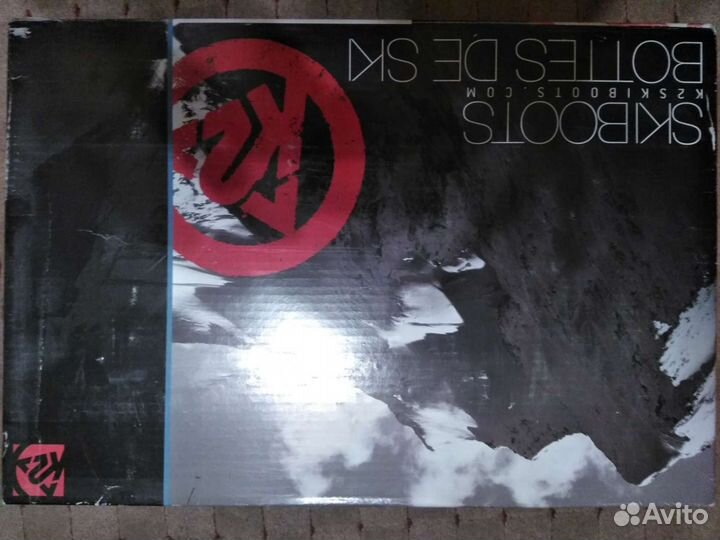 SKIBOOTS
K2SKIBOOTS.COM
BOTTES DE SKI
K2
K2
Avito